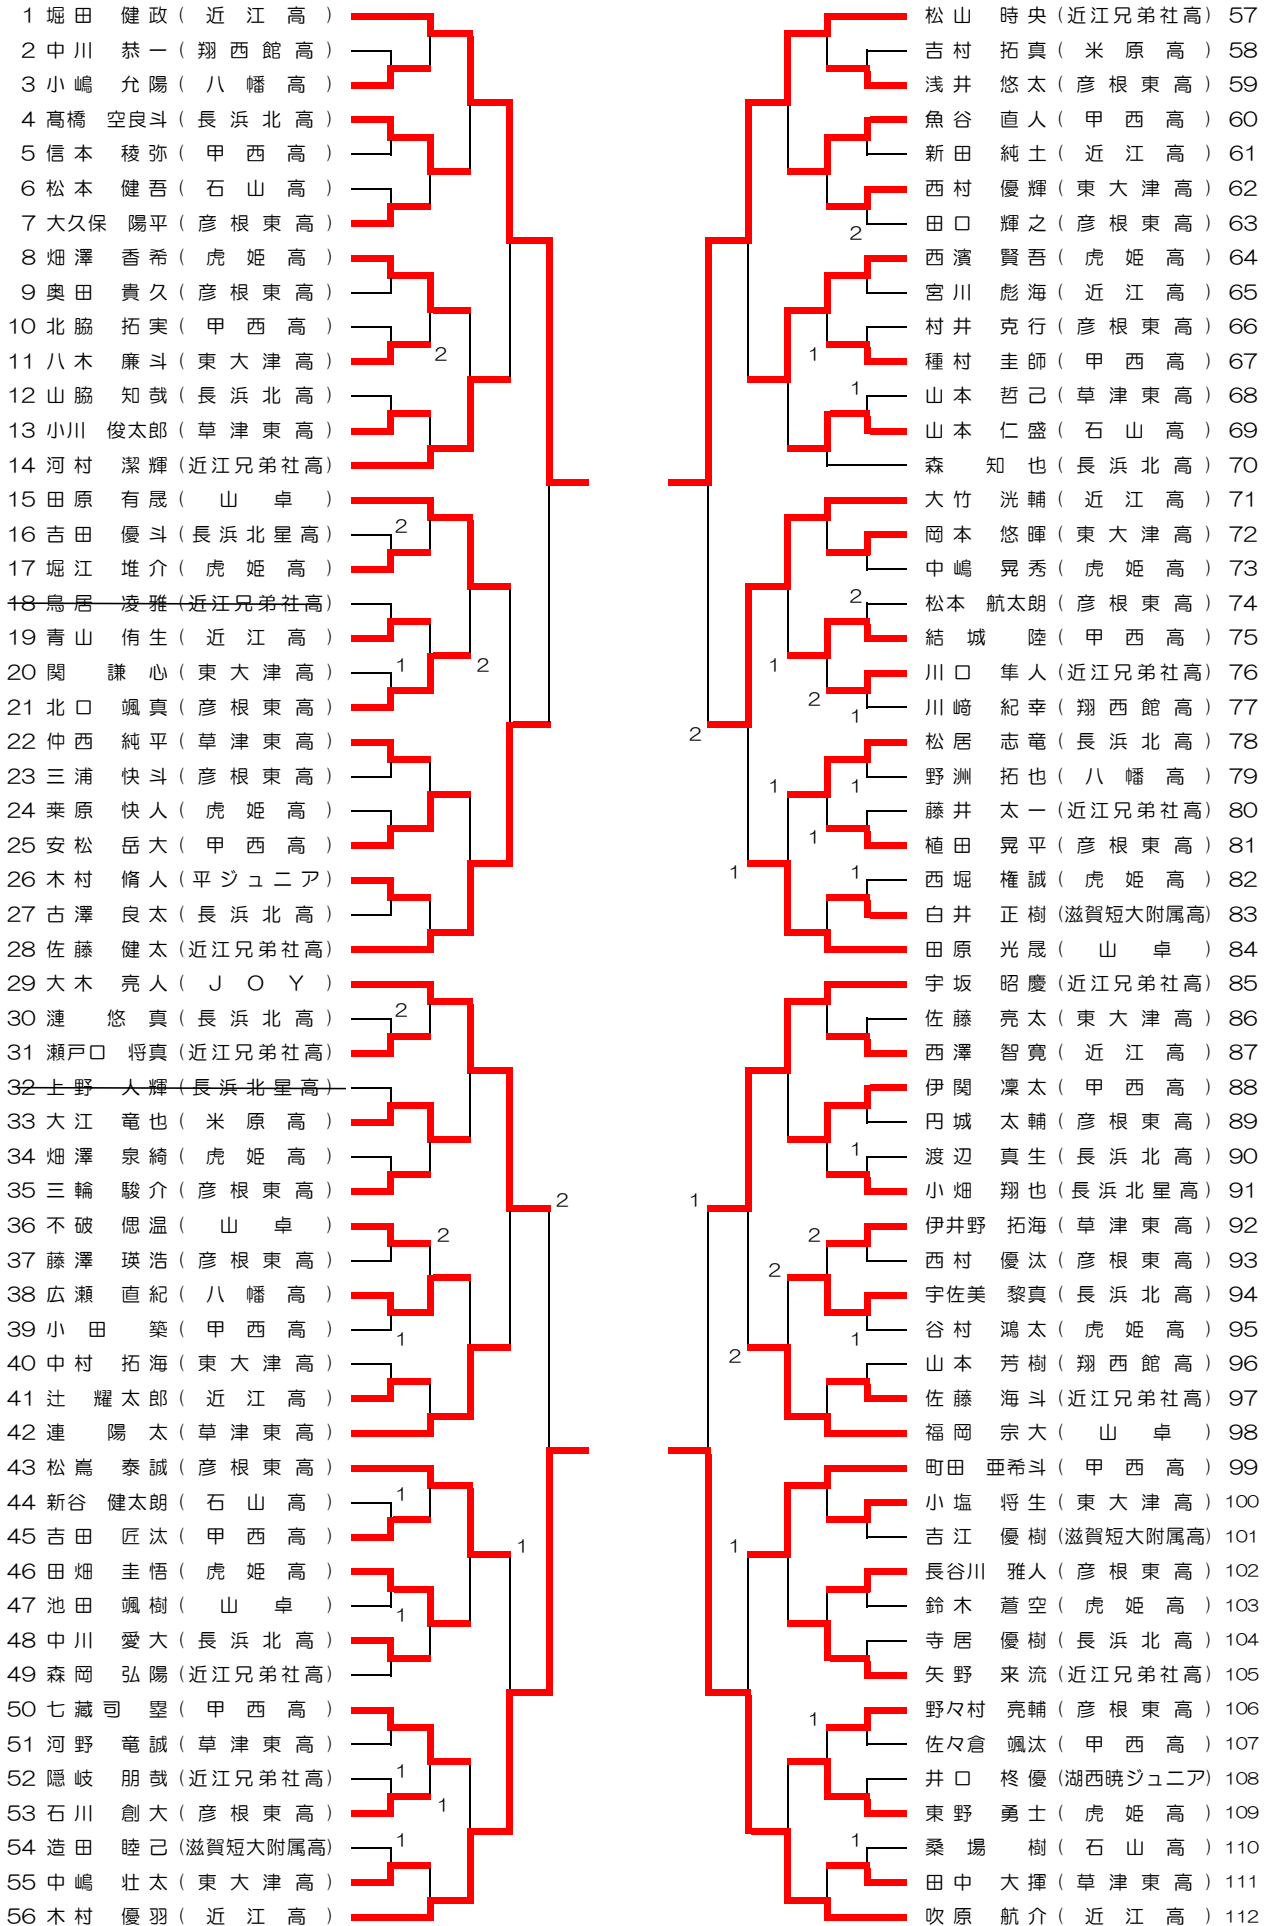 1 堀田 健政 (近江高)
2 中川 恭一 (翔西館高)
3 小嶋 允陽 (八幡高)
4 髙橋 空良斗 (長浜北高)
5 信本 稜弥 (甲西高)
6 松本 健吾 (石山高)
7 大久保 陽平 (彦根東高)
2
8 畑澤 香希 (虎姫高)
9 奥田 貴久 (彦根東高)
10 北脇 拓実 (甲西高)
11 八木 廉斗 (東大津高)
2
12 山脇 知哉 (長浜北高)
13 小川 俊太郎 (草津東高)
14 河村 潔輝 (近江兄弟社高)
15 田原 有晟 (山卓)
16 吉田 優斗 (長浜北星高)
2
17 堀江 堆介 (虎姫高)
18 鳥居 凌雅 (近江兄弟社高)
19 青山 侑生 (近江高)
20 関 謙心 (東大津高)
1
2
21 北口 颯真 (彦根東高)
22 仲西 純平 (草津東高)
23 三浦 快斗 (彦根東高)
24 桒原 快人 (虎姫高)
25 安松 岳大 (甲西高)
26 木村 脩人 (平ジュニア)
27 古澤 良太 (長浜北高)
28 佐藤 健太 (近江兄弟社高)
29 大木 亮人 (JOY)
30 漣 悠真 (長浜北高)
2
31 瀬戸口 将真 (近江兄弟社高)
32 上野 人輝 (長浜北星高)
33 大江 竜也 (米原高)
34 畑澤 泉綺 (虎姫高)
35 三輪 駿介 (彦根東高)
2
36 不破 偲温 (山卓)
2
37 藤澤 瑛浩 (彦根東高)
38 広瀬 直紀 (八幡高)
39 小田 築 (甲西高)
1
40 中村 拓海 (東大津高)
41 辻 耀太郎 (近江高)
42 連 陽太 (草津東高)
43 松嶌 泰誠 (彦根東高)
44 新谷 健太朗 (石山高)
1
45 吉田 匠汰 (甲西高)
1
46 田畑 圭悟 (虎姫高)
47 池田 颯樹 (山卓)
1
48 中川 愛大 (長浜北高)
49 森岡 弘陽 (近江兄弟社高)
50 七藏司 塁 (甲西高)
51 河野 竜誠 (草津東高)
52 隠岐 朋哉 (近江兄弟社高)
1
53 石川 創大 (彦根東高)
1
54 造田 睦己 (滋賀短大附属高)
1
55 中嶋 壮太 (東大津高)
56 木村 優羽 (近江高)
松山 時央 (近江兄弟社高) 57
吉村 拓真 (米原高) 58
浅井 悠太 (彦根東高) 59
魚谷 直人 (甲西高) 60
新田 純土 (近江高) 61
西村 優輝 (東大津高) 62
田口 輝之 (彦根東高) 63
西濱 賢吾 (虎姫高) 64
宮川 彪海 (近江高) 65
村井 克行 (彦根東高) 66
1
種村 圭師 (甲西高) 67
1
山本 哲己 (草津東高) 68
山本 仁盛 (石山高) 69
森 知也 (長浜北高) 70
大竹 洸輔 (近江高) 71
岡本 悠暉 (東大津高) 72
中嶋 晃秀 (虎姫高) 73
2
松本 航太朗 (彦根東高) 74
結城 陸 (甲西高) 75
1
川口 隼人 (近江兄弟社高) 76
2
1
川﨑 紀幸 (翔西館高) 77
2
松居 志竜 (長浜北高) 78
1
1
野洲 拓也 (八幡高) 79
藤井 太一 (近江兄弟社高) 80
1
植田 晃平 (彦根東高) 81
1
1
西堀 権誠 (虎姫高) 82
白井 正樹 (滋賀短大附属高) 83
田原 光晟 (山卓) 84
宇坂 昭慶 (近江兄弟社高) 85
佐藤 亮太 (東大津高) 86
西澤 智寛 (近江高) 87
伊関 凜太 (甲西高) 88
円城 太輔 (彦根東高) 89
1
渡辺 真生 (長浜北高) 90
小畑 翔也 (長浜北星高) 91
1
伊井野 拓海 (草津東高) 92
2
西村 優汰 (彦根東高) 93
2
宇佐美 黎真 (長浜北高) 94
1
谷村 鴻太 (虎姫高) 95
2
山本 芳樹 (翔西館高) 96
佐藤 海斗 (近江兄弟社高) 97
福岡 宗大 (山卓) 98
町田 亜希斗 (甲西高) 99
小塩 将生 (東大津高) 100
吉江 優樹 (滋賀短大附属高) 101
1
長谷川 雅人 (彦根東高) 102
鈴木 蒼空 (虎姫高) 103
寺居 優樹 (長浜北高) 104
矢野 来流 (近江兄弟社高) 105
野々村 亮輔 (彦根東高) 106
1
佐々倉 颯汰 (甲西高) 107
井口 柊優 (湖西暁ジュニア) 108
東野 勇士 (虎姫高) 109
1
桑場 樹 (石山高) 110
田中 大揮 (草津東高) 111
吹原 航介 (近江高) 112